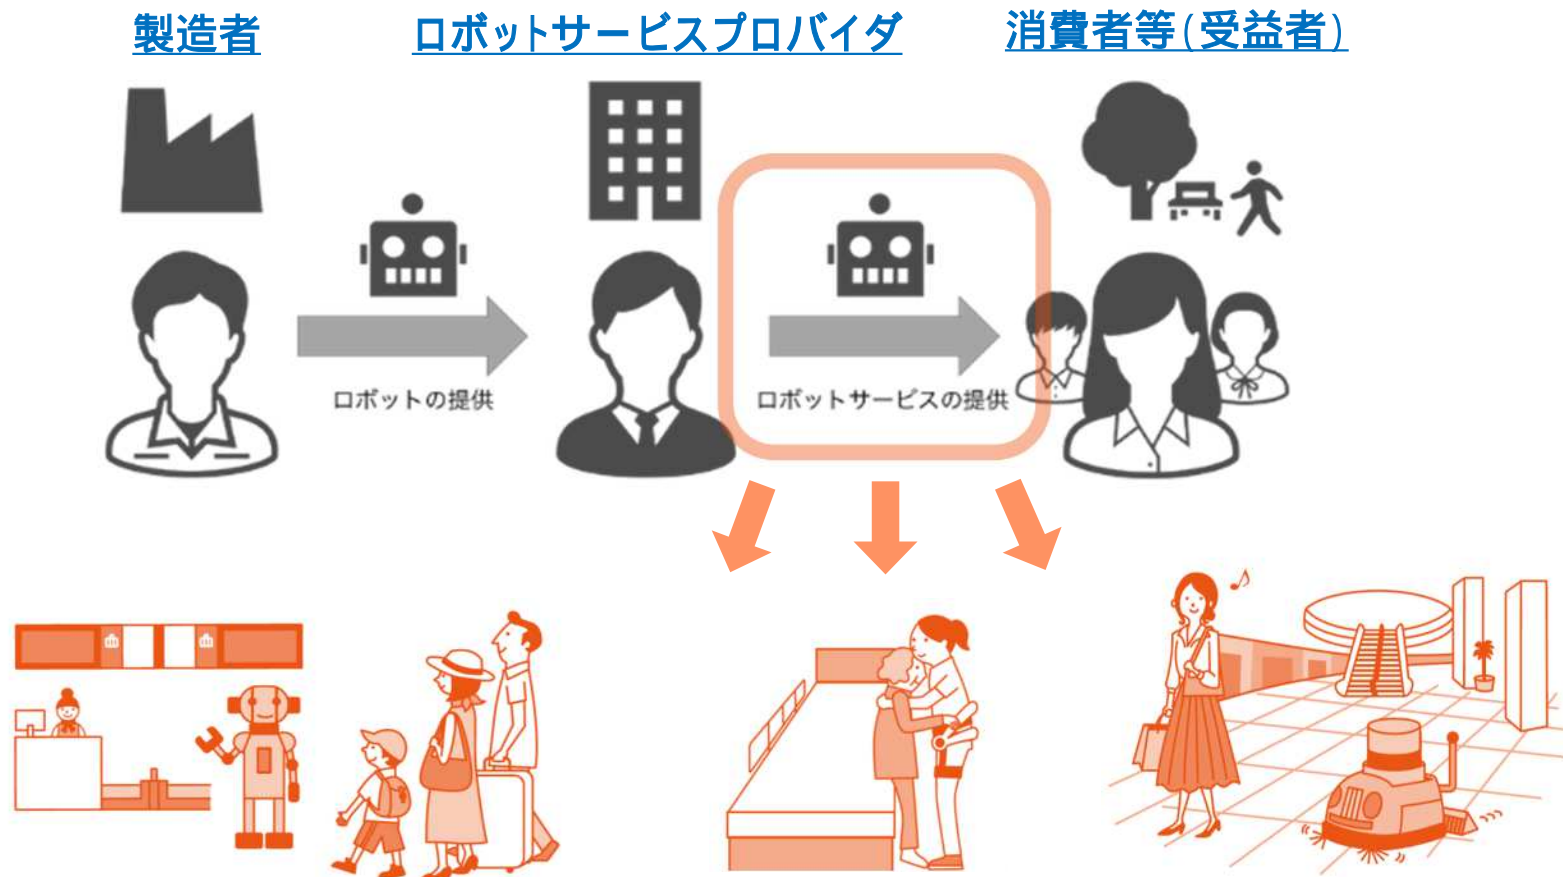 製造者
ロボットサービスプロバイダ
消費者等(受益者)
ロボットの提供
ロボットサービスの提供